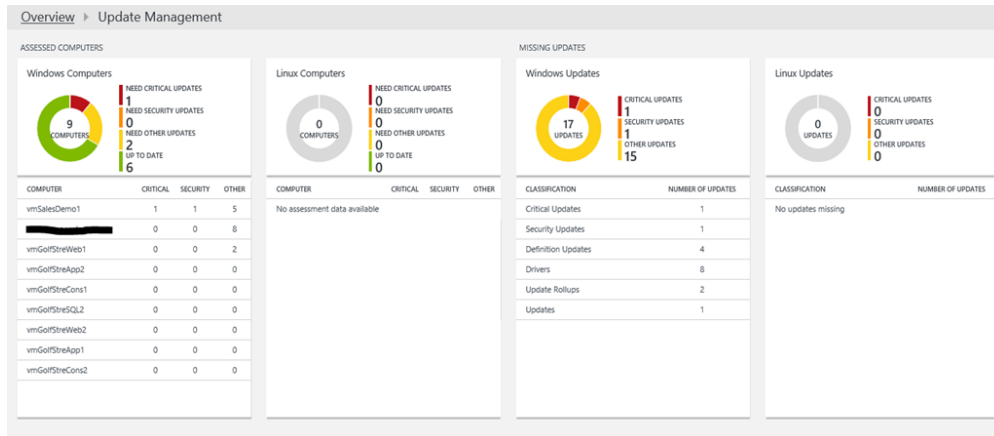 Overview Update Management
ASSESSED COMPUTERS
Windows Computers
9
COMPUTERS
NEED CRITICAL UPDATES
1
NEED SECURITY UPDATES
0
NEED OTHER UPDATES
2
UP TO DATE
6
COMPUTER CRITICAL SECURITY OTHER
vmSalesDemo1 1 1 5
0 0 8
vmGolfStreWeb1 0 0 2
vmGolfStreApp2 0 0 0
vmGolfStreCons1 0 0 0
vmGolfStreSQL2 0 0 0
vmGolfStreWeb2 0 0 0
vmGolfStreApp1 0 0 0
vmGolfStreCons2 0 0 0
Linux Computers
0
COMPUTERS
NEED CRITICAL UPDATES
0
NEED SECURITY UPDATES
0
NEED OTHER UPDATES
0
UP TO DATE
0
COMPUTER CRITICAL SECURITY OTHER
No assessment data available
MISSING UPDATES
Windows Updates
17
UPDATES
CRITICAL UPDATES
1
SECURITY UPDATES
1
OTHER UPDATES
15
CLASSIFICATION NUMBER OF UPDATES
Critical Updates 1
Security Updates 1
Definition Updates 4
Drivers 8
Update Rollups 2
Updates 1
Linux Updates
0
UPDATES
CRITICAL UPDATES
0
SECURITY UPDATES
0
OTHER UPDATES
0
CLASSIFICATION NUMBER OF UPDATES
No updates missing